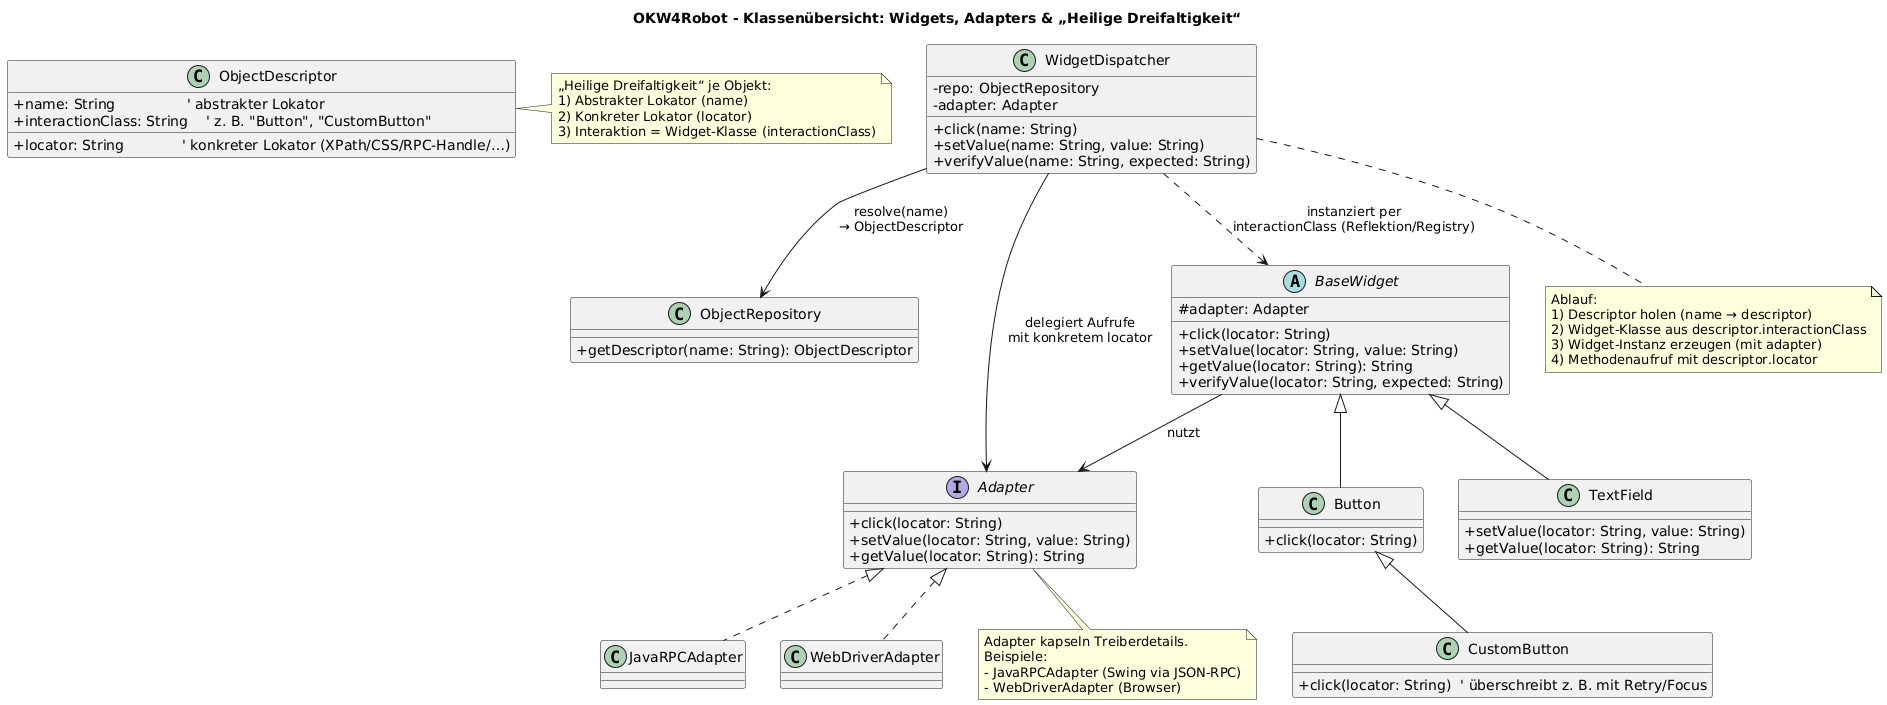 OKW4Robot - Klassenübersicht: Widgets, Adapters & „Heilige Dreifaltigkeit“
C ObjectDescriptor
+name: String ' abstrakter Lokator
+interactionClass: String ' z. B. "Button", "CustomButton"
+locator: String ' konkreter Lokator (XPath/CSS/RPC-Handle/…)
„Heilige Dreifaltigkeit“ je Objekt:
1) Abstrakter Lokator (name)
2) Konkreter Lokator (locator)
3) Interaktion = Widget-Klasse (interactionClass)
C WidgetDispatcher
-repo: ObjectRepository
-adapter: Adapter
+click(name: String)
+setValue(name: String, value: String)
+verifyValue(name: String, expected: String)
resolve(name)
→ ObjectDescriptor
instanziert per
interactionClass (Reflektion/Registry)
C ObjectRepository
+getDescriptor(name: String): ObjectDescriptor
delegiert Aufrufe
mit konkretem locator
A BaseWidget
#adapter: Adapter
+click(locator: String)
+setValue(locator: String, value: String)
+getValue(locator: String): String
+verifyValue(locator: String, expected: String)
Ablauf:
1) Descriptor holen (name → descriptor)
2) Widget-Klasse aus descriptor.interactionClass
3) Widget-Instanz erzeugen (mit adapter)
4) Methodenaufruf mit descriptor.locator
nutzt
I Adapter
+click(locator: String)
+setValue(locator: String, value: String)
+getValue(locator: String): String
C Button
+click(locator: String)
C TextField
+setValue(locator: String, value: String)
+getValue(locator: String): String
C JavaRPCAdapter
C WebDriverAdapter
Adapter kapseln Treiberdetails.
Beispiele:
- JavaRPCAdapter (Swing via JSON-RPC)
- WebDriverAdapter (Browser)
C CustomButton
+click(locator: String) ' überschreibt z. B. mit Retry/Focus